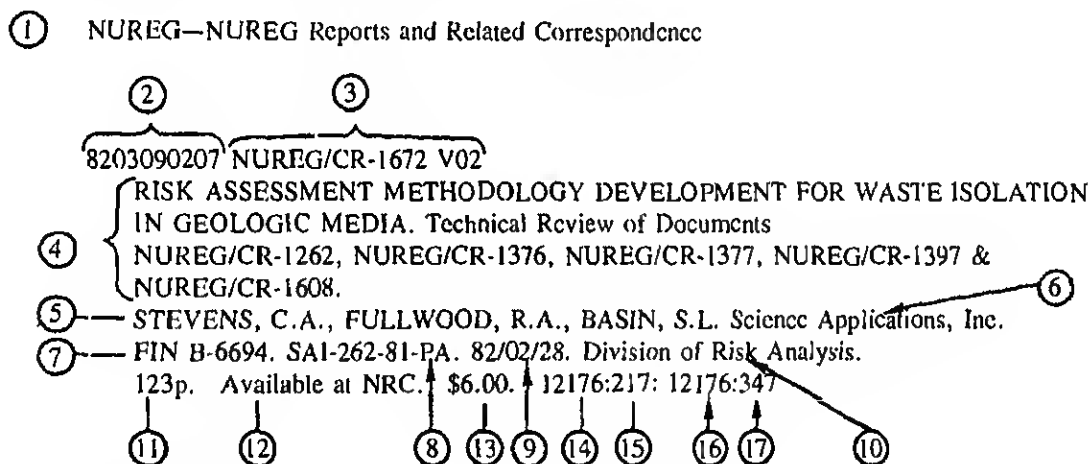 ① NUREG—NUREG Reports and Related Correspondence
② ③
8203090207 NUREG/CR-1672 V02
RISK ASSESSMENT METHODOLOGY DEVELOPMENT FOR WASTE ISOLATION
④ IN GEOLOGIC MEDIA. Technical Review of Documents
NUREG/CR-1262, NUREG/CR-1376, NUREG/CR-1377, NUREG/CR-1397 &
NUREG/CR-1608. ⑥
⑤ STEVENS, C.A., FULLWOOD, R.A., BASIN, S.L. Science Applications, Inc.
⑦ FIN B-6694. SAI-262-81-PA. 82/02/28. Division of Risk Analysis.
123p. Available at NRC. $6.00. 12176:217: 12176:347
⑪ ⑫ ⑧ ⑬ ⑨ ⑭ ⑮ ⑯ ⑰ ⑩